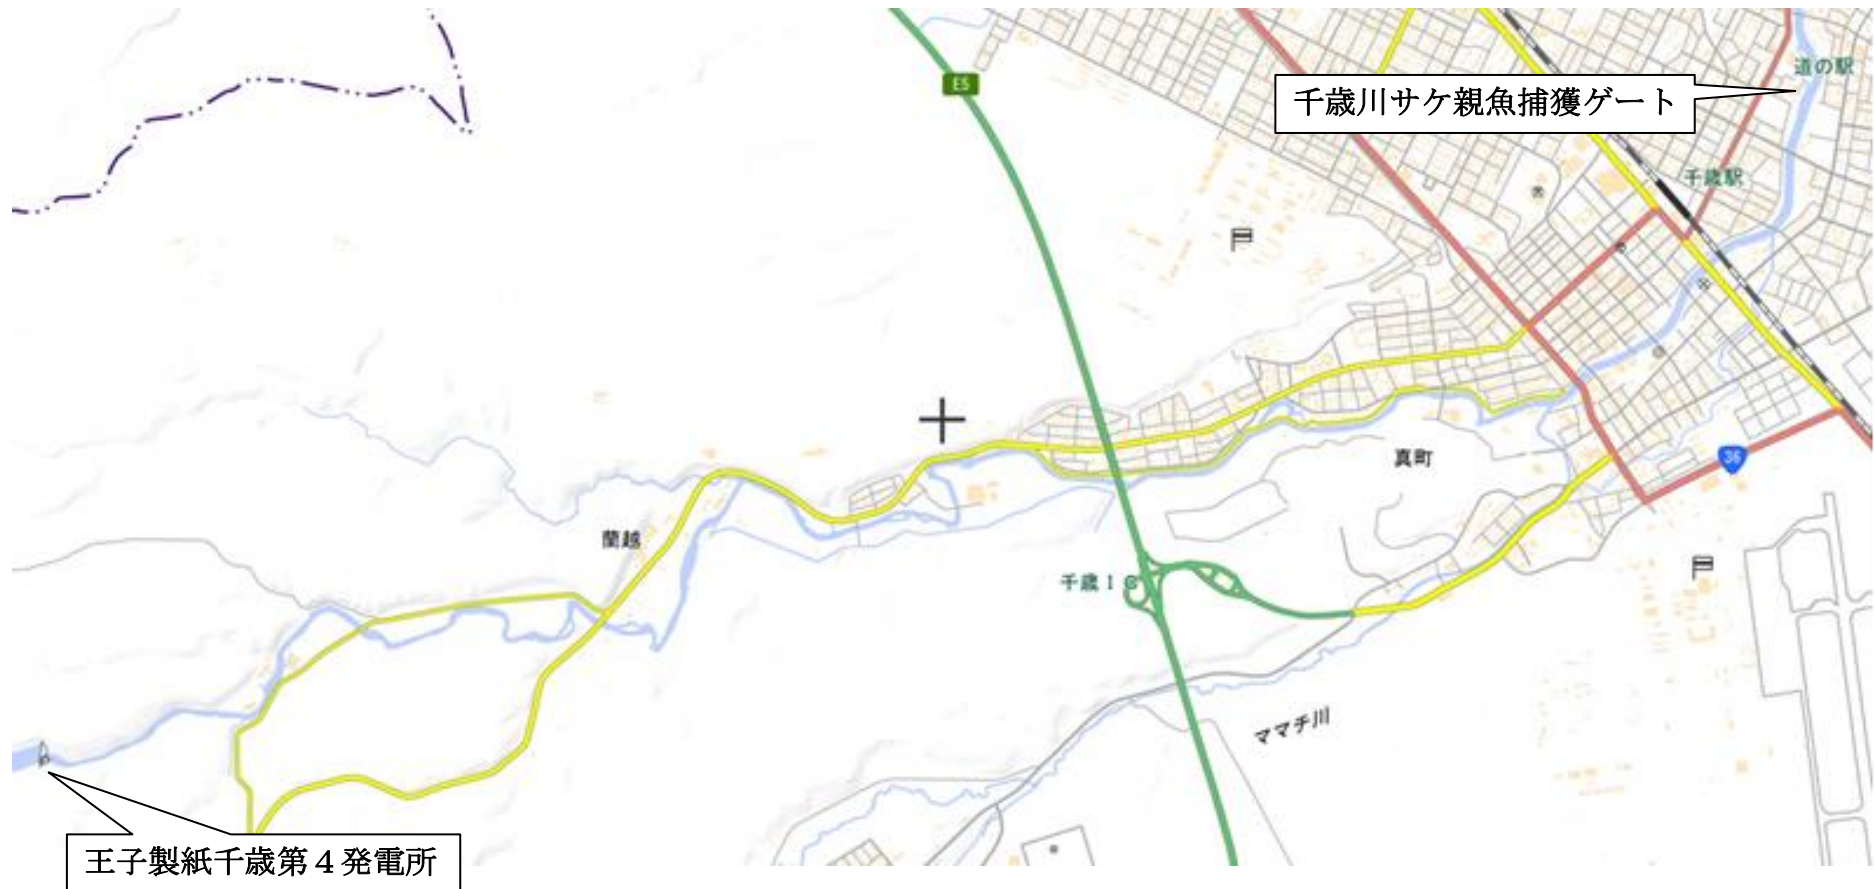 E5
道の駅
千歳川サケ親魚捕獲ゲート
千歳駅
真町
36
蘭越
千歳IC
ママチ川
王子製紙千歳第4発電所